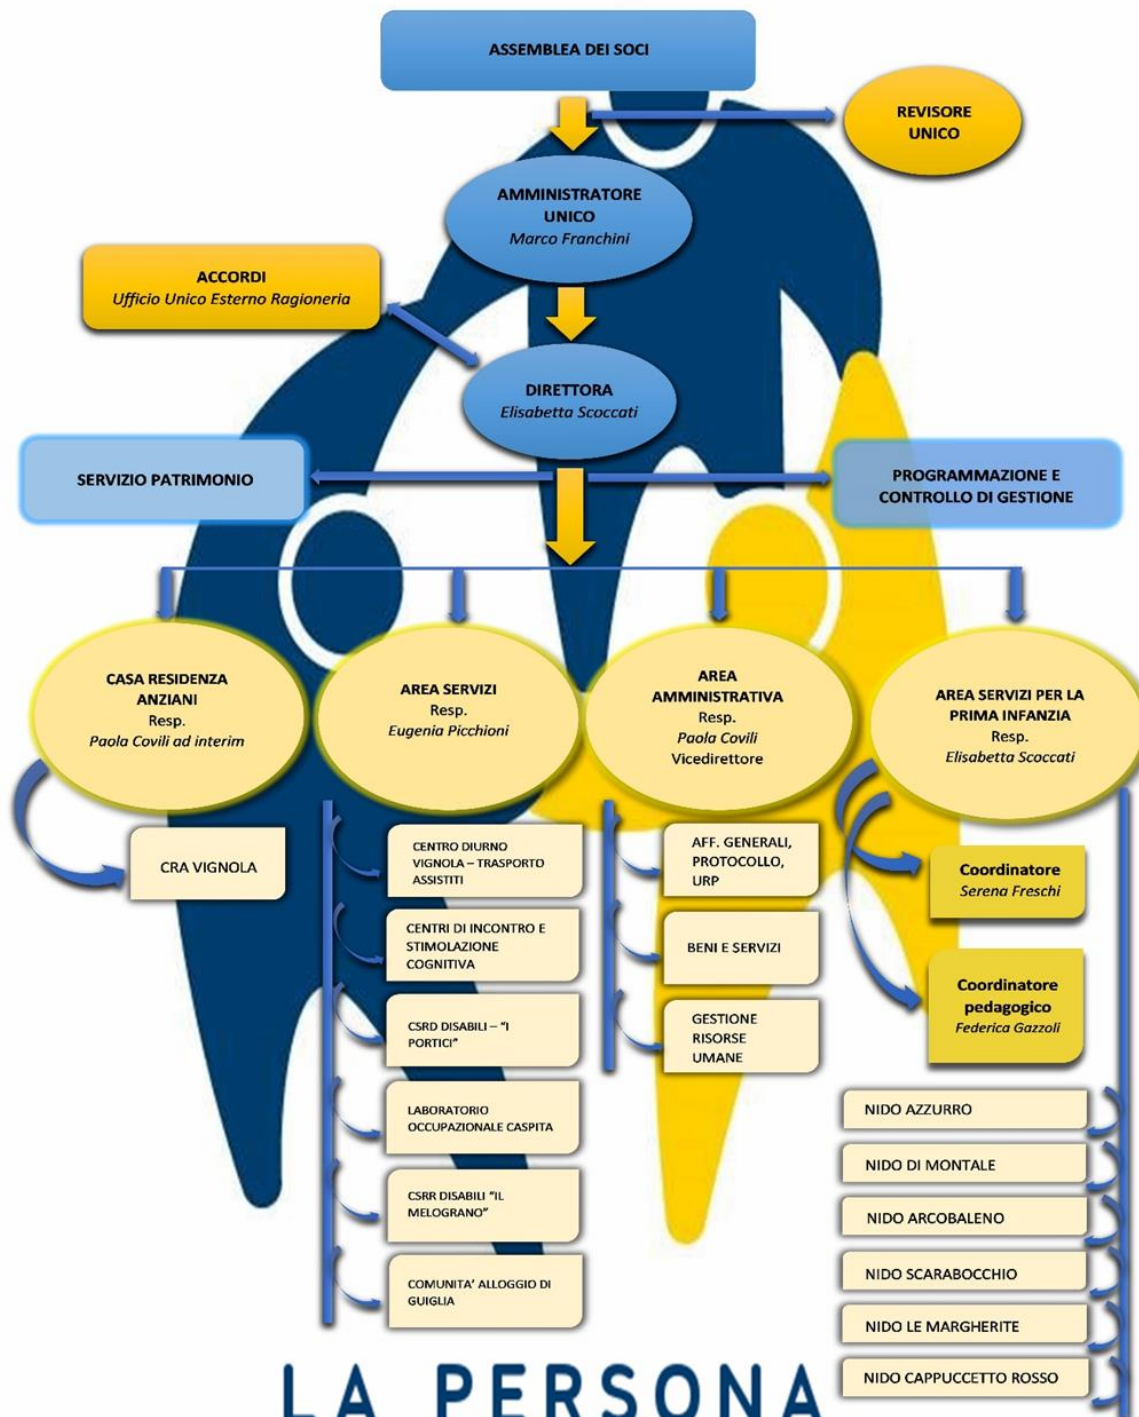 ASSEMBLEA DEI SOCI
REVISORE
UNICO
AMMINISTRATORE
UNICO
Marco Franchini
ACCORDI
Ufficio Unico Esterno Ragioneria
DIRETTORA
Elisabetta Scoccati
SERVIZIO PATRIMONIO
PROGRAMMAZIONE E
CONTROLLO DI GESTIONE
CASA RESIDENZA
ANZIANI
Resp.
Paola Covili ad interim
AREA SERVIZI
Resp.
Eugenia Picchioni
AREA
AMMINISTRATIVA
Resp.
Paola Covili
Vicedirettore
AREA SERVIZI PER LA
PRIMA INFANZIA
Resp.
Elisabetta Scoccati
CRA VIGNOLA
CENTRO DIURNO
VIGNOLA – TRASPORTO
ASSISTITI
CENTRI DI INCONTRO E
STIMOLAZIONE
COGNITIVA
CSRD DISABILI – "I
PORTICI"
LABORATORIO
OCCUPAZIONALE CASPITA
CSRR DISABILI "IL
MELOGRANO"
COMUNITA' ALLOGGIO DI
GUIGLIA
AFF. GENERALI,
PROTOCOLLO,
URP
BENI E SERVIZI
GESTIONE
RISORSE
UMANE
Coordinatore
Serena Freschi
Coordinatore
pedagogico
Federica Gazzoli
NIDO AZZURRO
NIDO DI MONTALE
NIDO ARCOBALENO
NIDO SCARABOCCHIO
NIDO LE MARGHERITE
NIDO CAPPUCCETTO ROSSO
LA PERSONA